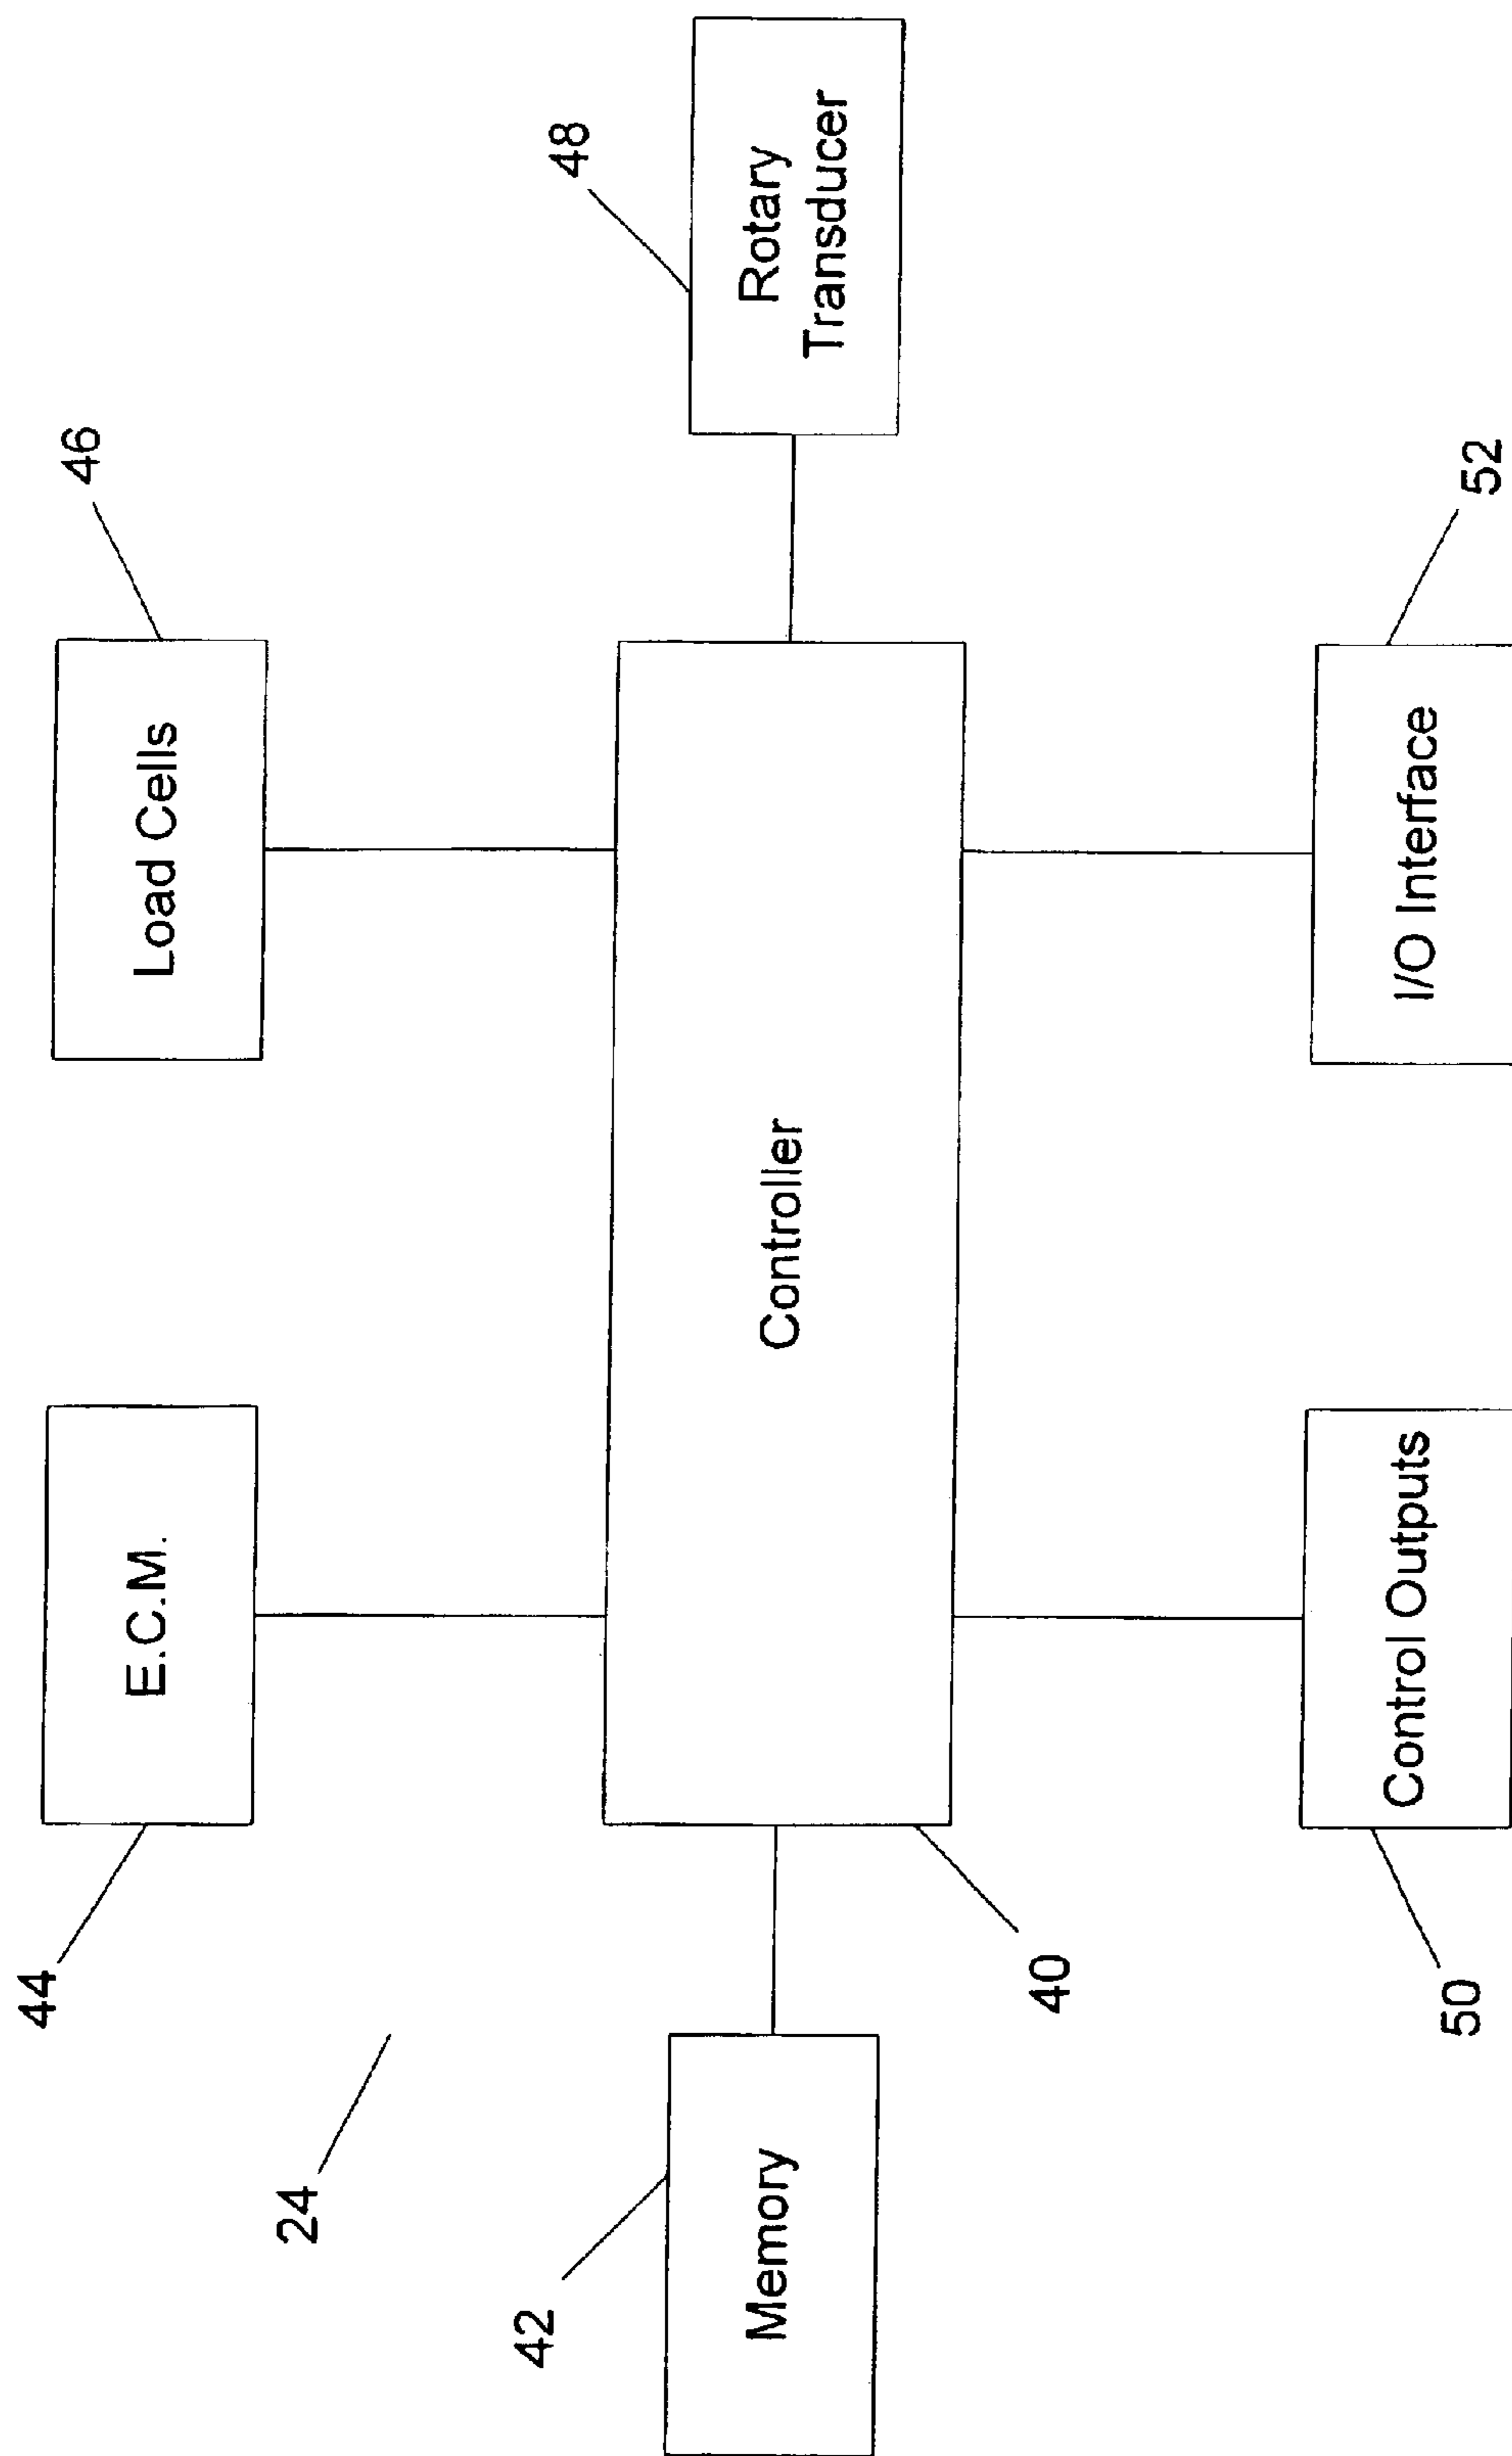 44
E.C.M.
46
Load Cells
24
48
42
Memory
Controller
Rotary
Transducer
40
50
Control Outputs
I/O Interface
52